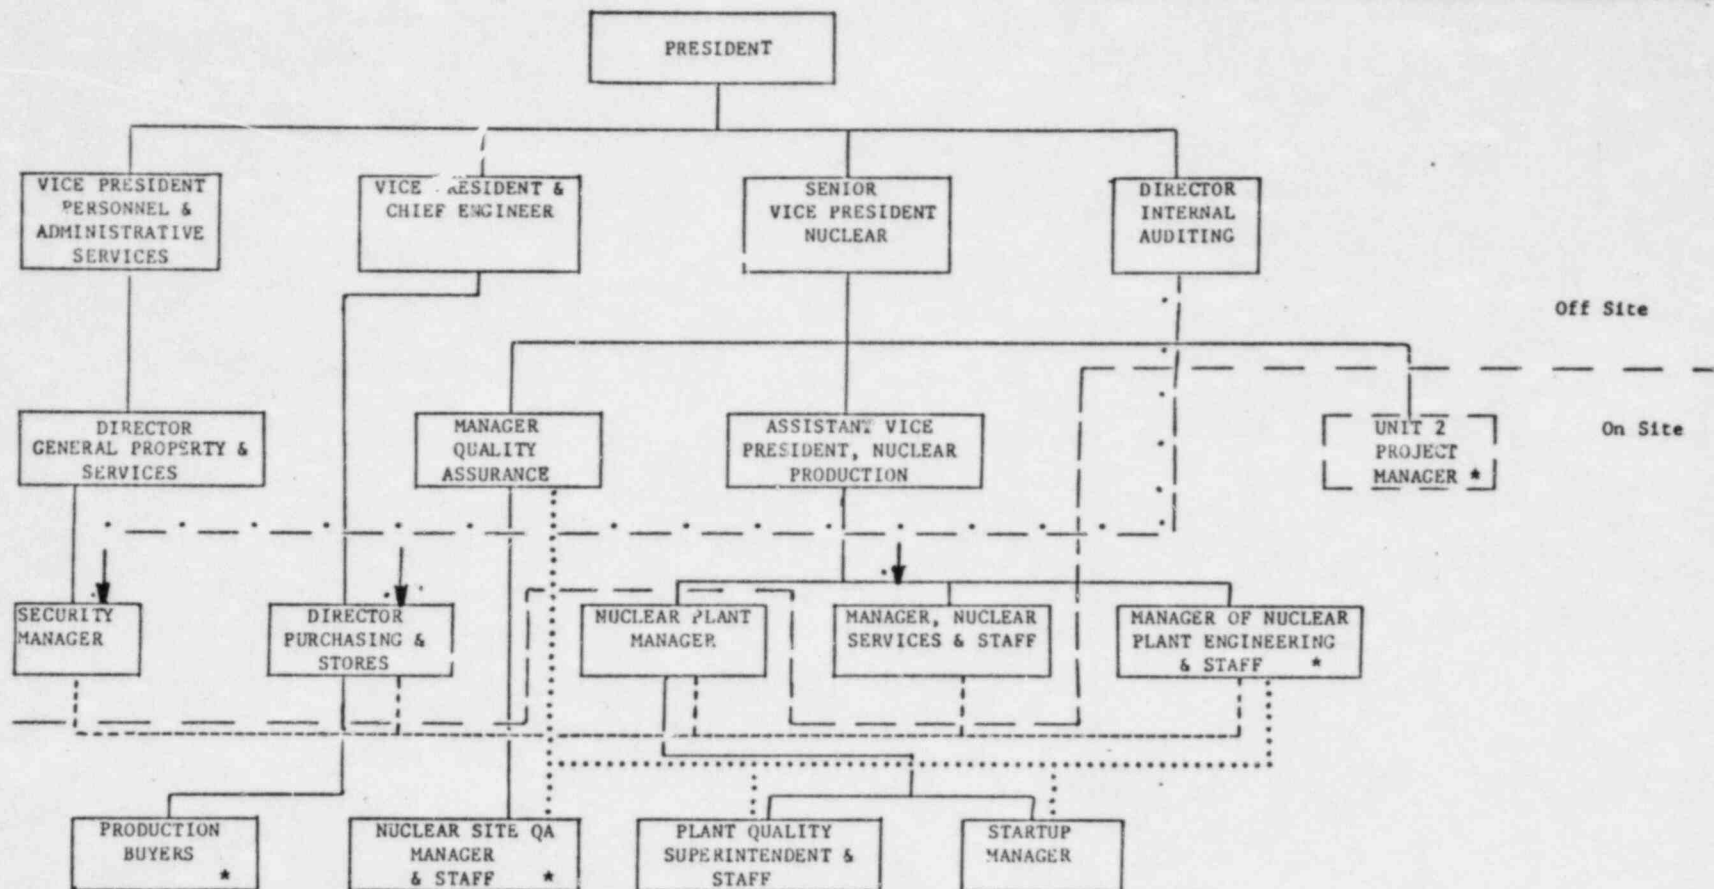 PRESIDENT
VICE PRESIDENT
PERSONNEL &
ADMINISTRATIVE
SERVICES
VICE RESIDENT &
CHIEF ENGINEER
SENIOR
VICE PRESIDENT
NUCLEAR
DIRECTOR
INTERNAL
AUDITING
Off Site
DIRECTOR
GENERAL PROPERTY &
SERVICES
MANAGER
QUALITY
ASSURANCE
ASSISTANT VICE
PRESIDENT, NUCLEAR
PRODUCTION
UNIT 2
PROJECT
MANAGER *
On Site
SECURITY
MANAGER
DIRECTOR
PURCHASING &
STORES
NUCLEAR PLANT
MANAGER
MANAGER, NUCLEAR
SERVICES & STAFF
MANAGER OF NUCLEAR
PLANT ENGINEERING
& STAFF *
PRODUCTION
BUYERS
*
NUCLEAR SITE QA
MANAGER
& STAFF *
PLANT QUALITY
SUPERINTENDENT &
STAFF
STARTUP
MANAGER